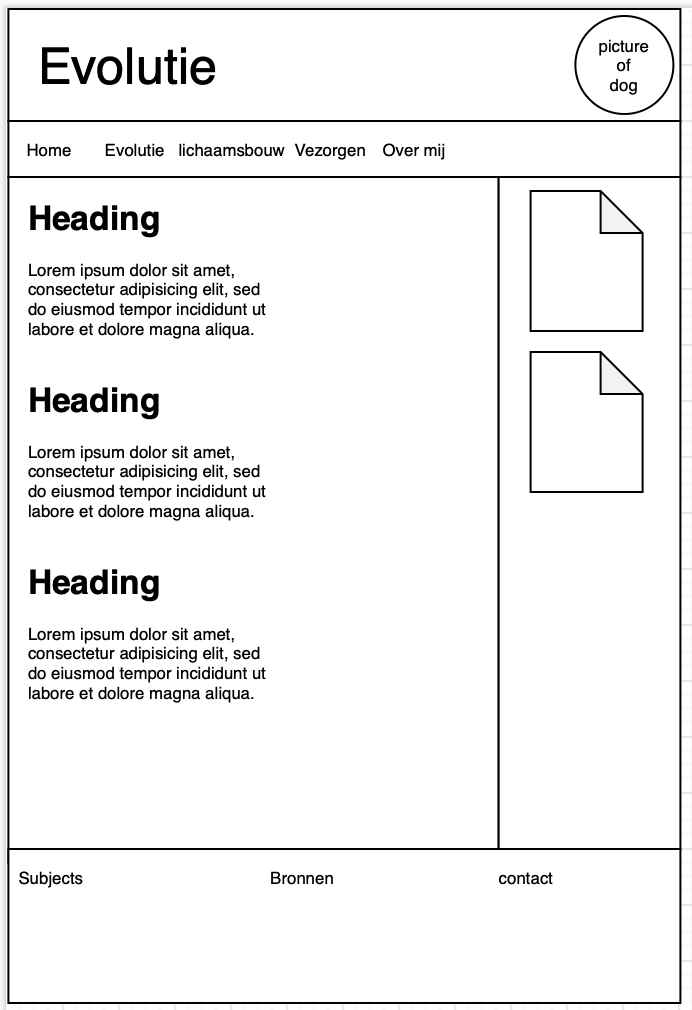 Evolutie
picture
of
dog
Home Evolutie lichaamsbouw Vezorgen Over mij
Heading
Lorem ipsum dolor sit amet,
consectetur adipisicing elit, sed
do eiusmod tempor incididunt ut
labore et dolore magna aliqua.
Heading
Lorem ipsum dolor sit amet,
consectetur adipisicing elit, sed
do eiusmod tempor incididunt ut
labore et dolore magna aliqua.
Heading
Lorem ipsum dolor sit amet,
consectetur adipisicing elit, sed
do eiusmod tempor incididunt ut
labore et dolore magna aliqua.
Subjects Bronnen contact